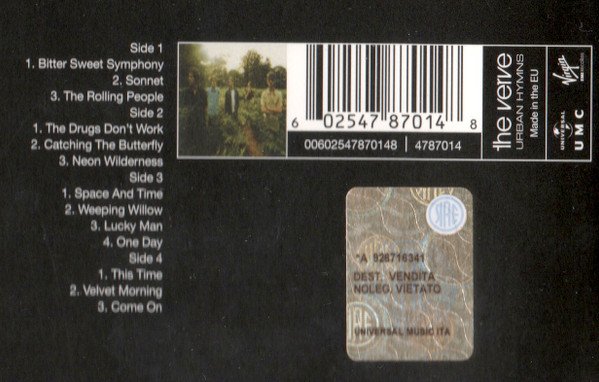 Side 1
1. Bitter Sweet Symphony
2. Sonnet
3. The Rolling People
Side 2
1. The Drugs Don't Work
2. Catching The Butterfly
3. Neon Wilderness
Side 3
1. Space And Time
2. Weeping Willow
3. Lucky Man
4. One Day
Side 4
1. This Time
2. Velvet Morning
3. Come On
6 02547 87014 8
00602547870148 | 4787014
the verve
URBAN HYMNS
Made in the EU
Virgin
UNIVERSAL
UMC
*A 926716341
DEST. VENDITA
NOLEG. VIETATO
UNIVERSAL MUSIC ITA